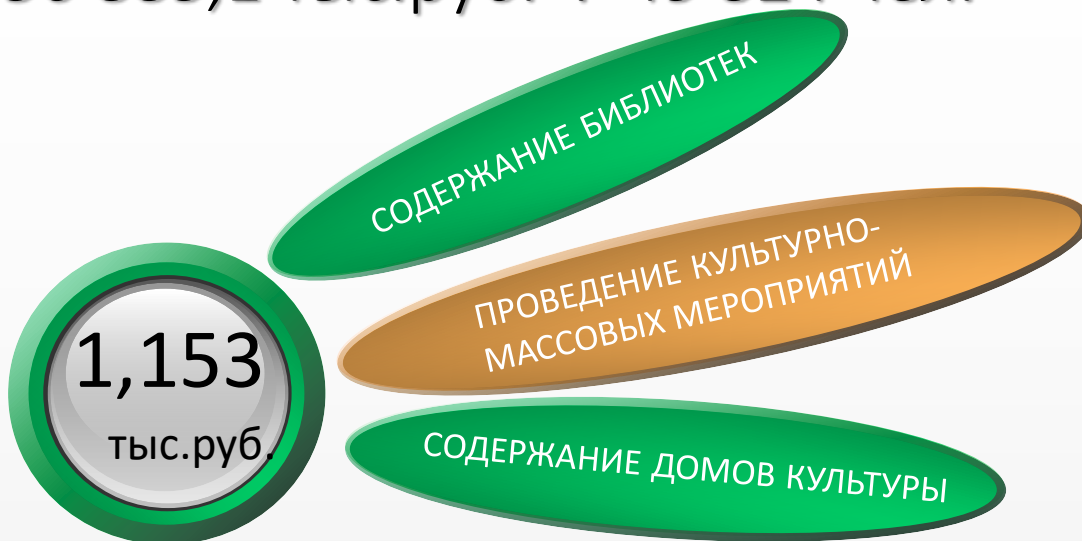 СОДЕРЖАНИЕ БИБЛИОТЕК
ПРОВЕДЕНИЕ КУЛЬТУРНО-
МАССОВЫХ МЕРОПРИЯТИЙ
1,153
тыс.руб.
СОДЕРЖАНИЕ ДОМОВ КУЛЬТУРЫ